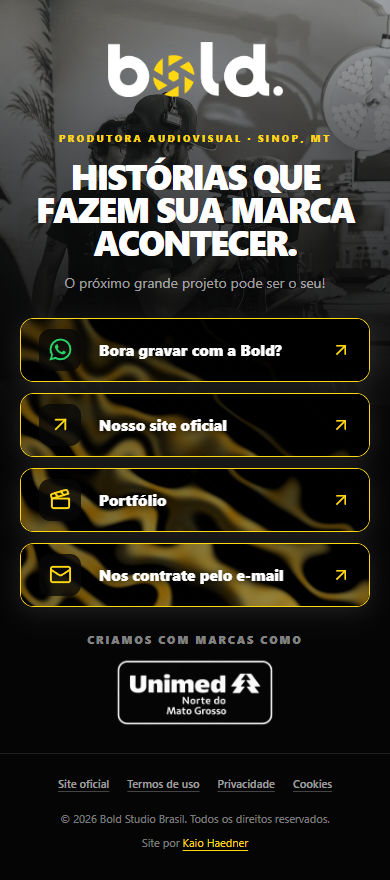 bold.
PRODUTORA AUDIOVISUAL · SINOP, MT
HISTÓRIAS QUE
FAZEM SUA MARCA
ACONTECER.
O próximo grande projeto pode ser o seu!
Bora gravar com a Bold?
Nosso site oficial
Portfólio
Nos contrate pelo e-mail
CRIAMOS COM MARCAS COMO
Unimed
Norte do
Mato Grosso
Site oficial Termos de uso Privacidade Cookies
© 2026 Bold Studio Brasil. Todos os direitos reservados.
Site por Kaio Haedner